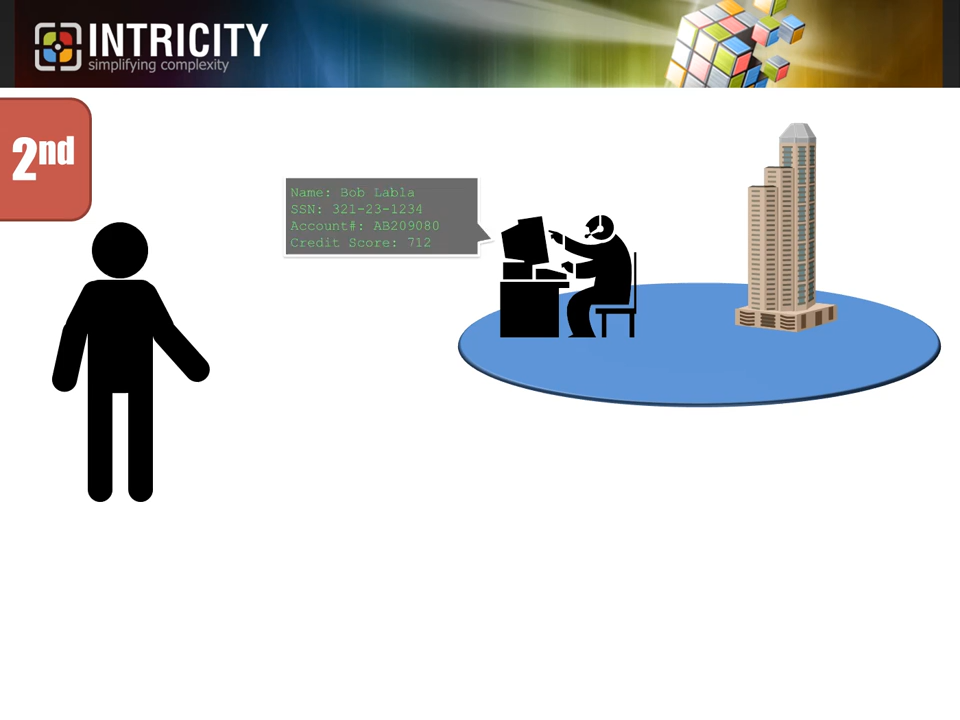 INTRICITY
simplifying complexity
2nd
Name: Bob Labla
SSN: 321-23-1234
Account#: AB209080
Credit Score: 712